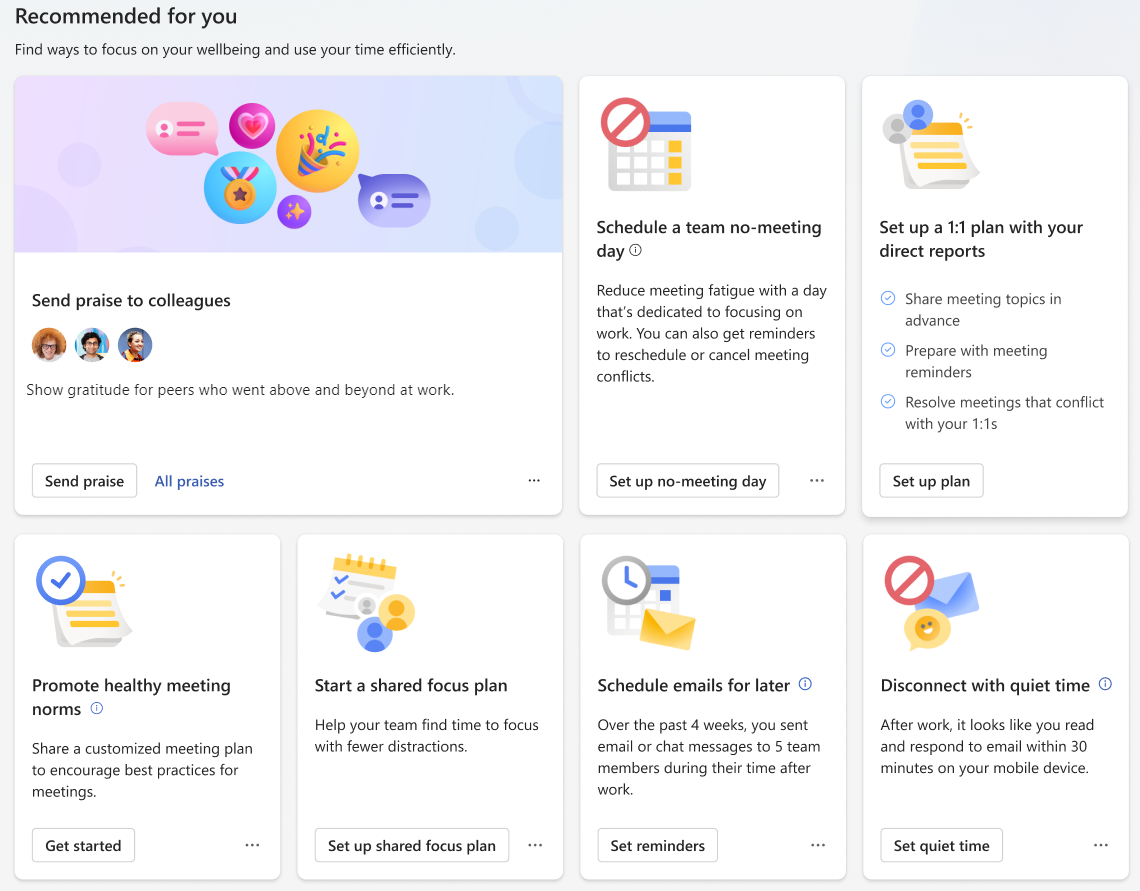 Recommended for you
Find ways to focus on your wellbeing and use your time efficiently.
Send praise to colleagues
Show gratitude for peers who went above and beyond at work.
Send praise
All praises
Schedule a team no-meeting
day
Reduce meeting fatigue with a day
that's dedicated to focusing on
work. You can also get reminders
to reschedule or cancel meeting
conflicts.
Set up no-meeting day
Set up a 1:1 plan with your
direct reports
Share meeting topics in
advance
Prepare with meeting
reminders
Resolve meetings that conflict
with your 1:1s
Set up plan
Promote healthy meeting
norms
Share a customized meeting plan
to encourage best practices for
meetings.
Get started
Start a shared focus plan
Help your team find time to focus
with fewer distractions.
Set up shared focus plan
Schedule emails for later
Over the past 4 weeks, you sent
email or chat messages to 5 team
members during their time after
work.
Set reminders
Disconnect with quiet time
After work, it looks like you read
and respond to email within 30
minutes on your mobile device.
Set quiet time